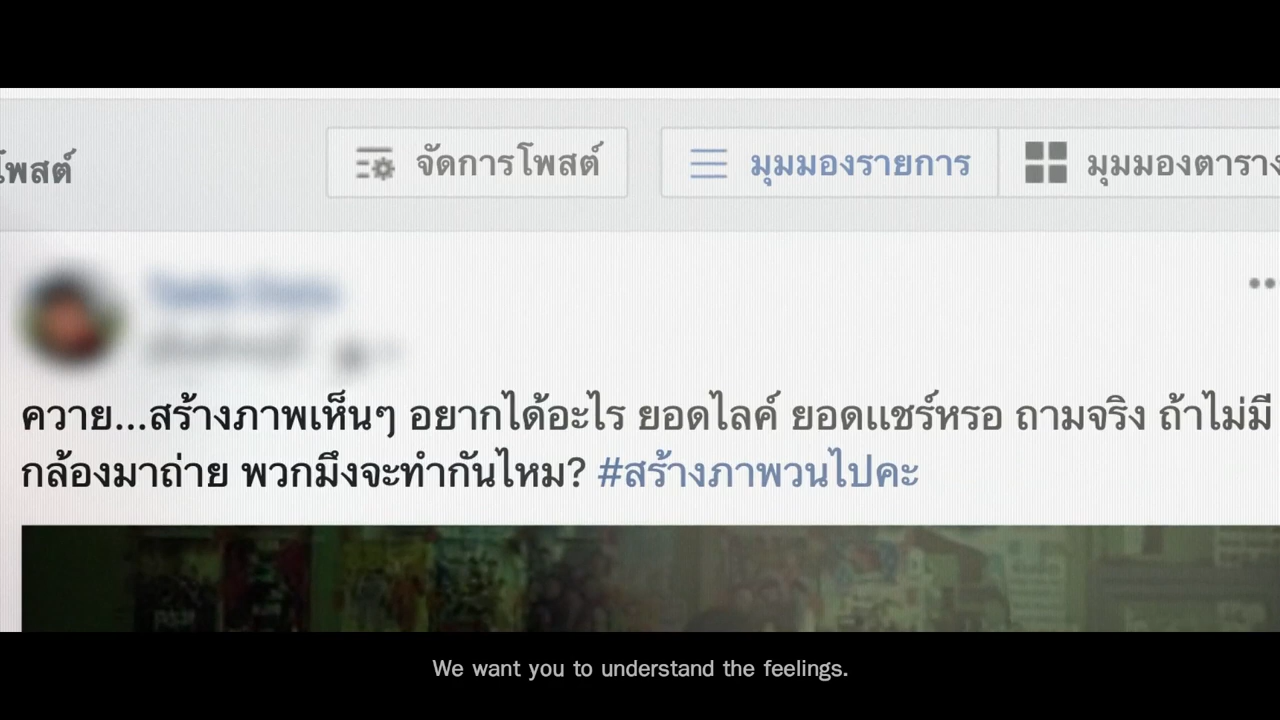 โพสต์
จัดการโพสต์
มุมมองรายการ
มุมมองตาราง
ควาย...สร้างภาพเห็นๆ อยากได้อะไร ยอดไลค์ ยอดแชร์หรอ ถามจริง ถ้าไม่มี
กล้องมาถ่าย พวกมึงจะทำกันไหม? #สร้างภาพวนไปคะ
We want you to understand the feelings.